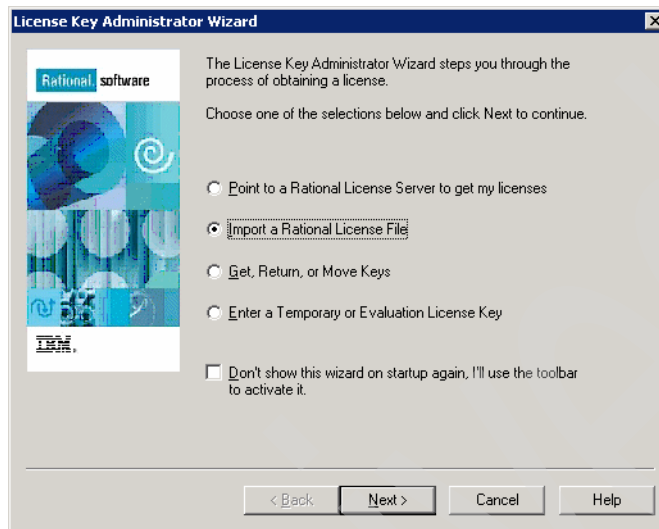 License Key Administrator Wizard
Rational. software
The License Key Administrator Wizard steps you through the
process of obtaining a license.
Choose one of the selections below and click Next to continue.
Point to a Rational License Server to get my licenses
Import a Rational License File
Get, Return, or Move Keys
Enter a Temporary or Evaluation License Key
IBM.
Don't show this wizard on startup again, I'll use the toolbar
to activate it.
< Back
Next >
Cancel
Help